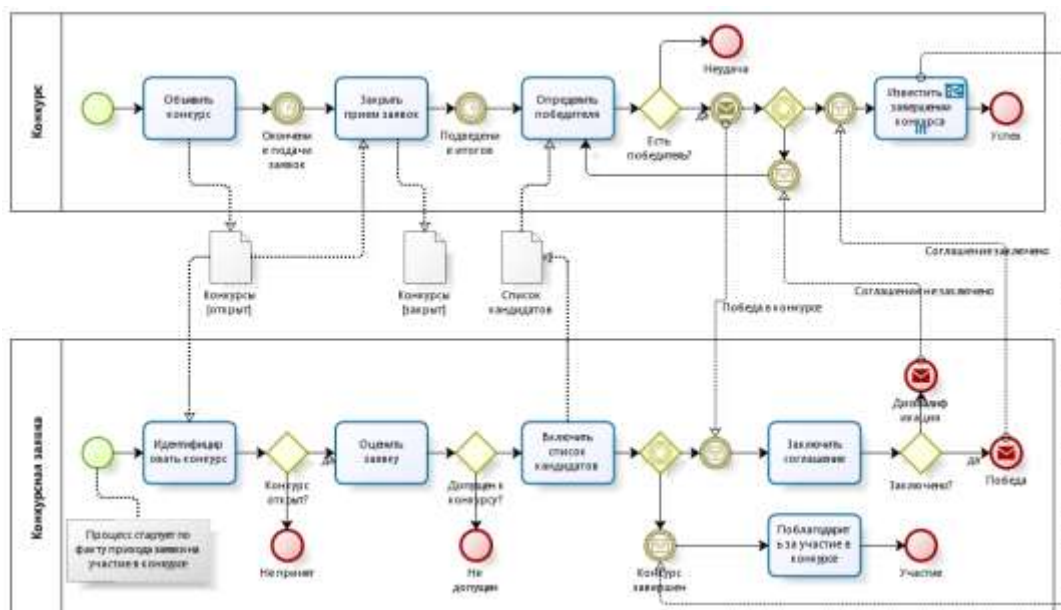 Конкурс
Неудача
Объявить
конкурс
Закрыть
прием заявок
Определить
победителя
Известить о
завершении
конкурса
Окончени
е подачи
заявок
Подведени
е итогов
Есть
победитель?
Да
Успех
Конкурсы
[открыт]
Конкурсы
[закрыт]
Список
кандидатов
Победа в конкурсе
Соглашение заключено
Соглашение не заключено
Конкурсная заявка
Идентифицир
овать конкурс
Конкурс
открыт?
да
Оценить
заявку
Допущен к
конкурсу?
Включить
список
кандидатов
Заключить
соглашение
Дисквалиф
икация
Заключено?
да
Победа
Процесс стартует по
факту прихода заявки на
участие в конкурсе
Не принят
Не
допущен
Конкурс
завершен
Поблагодарит
ь за участие в
конкурсе
Участие